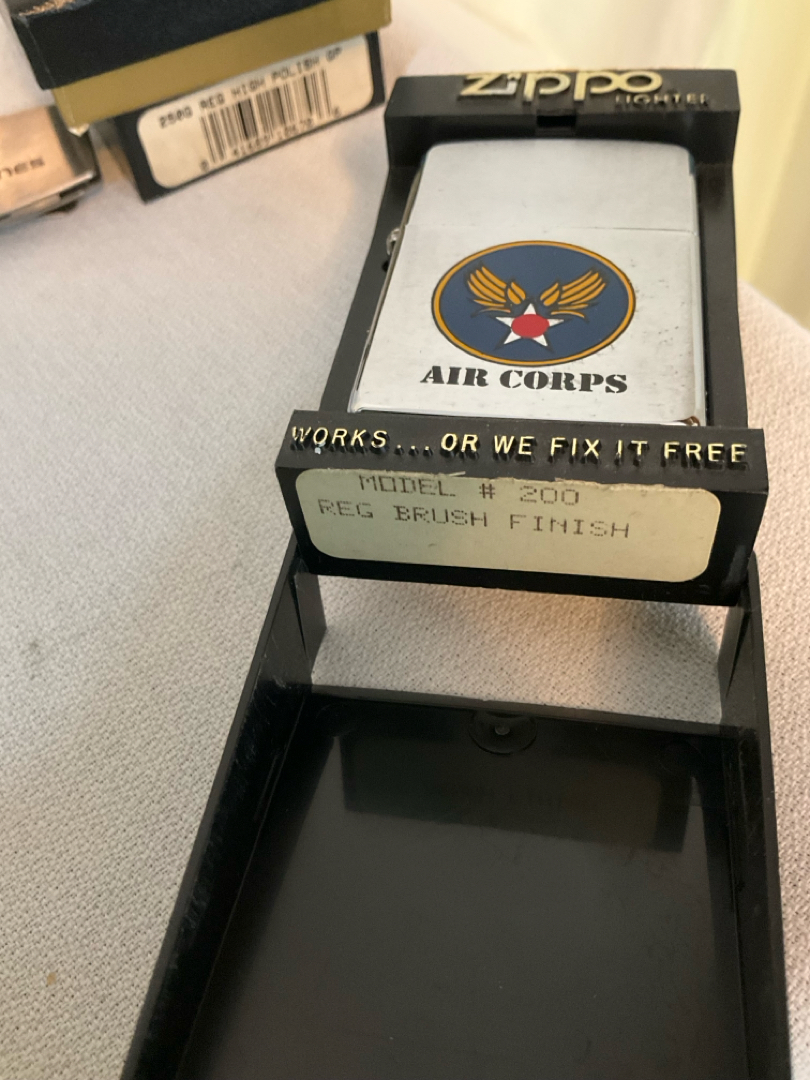 250G REG HIGH POLISH GP
Zippo
LIGHTER
AIR CORPS
WORKS...OR WE FIX IT FREE
MODEL # 200
REG BRUSH FINISH